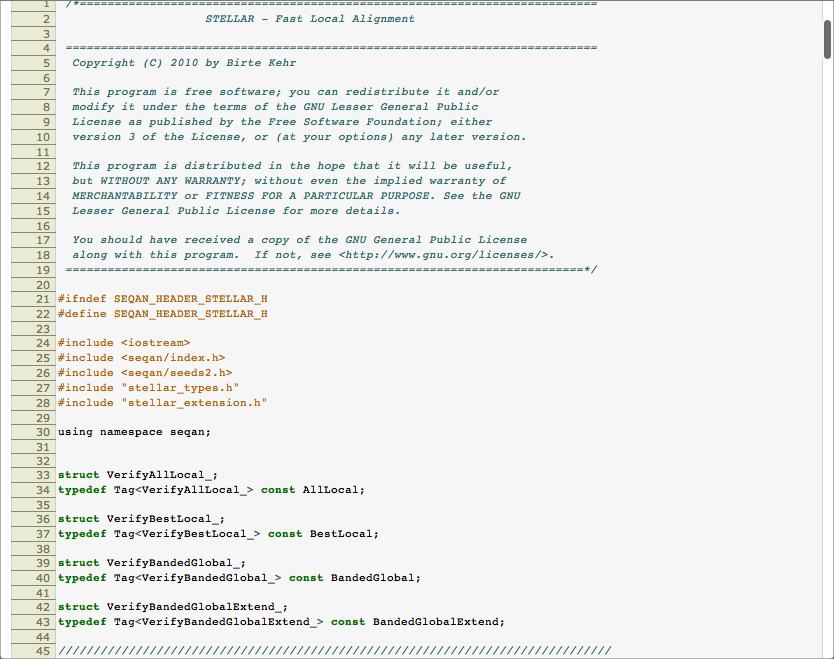 1 /*============================================================================
2 STELLAR - Fast Local Alignment
3
4 ============================================================================
5 Copyright (C) 2010 by Birte Kehr
6
7 This program is free software; you can redistribute it and/or
8 modify it under the terms of the GNU Lesser General Public
9 License as published by the Free Software Foundation; either
10 version 3 of the License, or (at your options) any later version.
11
12 This program is distributed in the hope that it will be useful,
13 but WITHOUT ANY WARRANTY; without even the implied warranty of
14 MERCHANTABILITY or FITNESS FOR A PARTICULAR PURPOSE. See the GNU
15 Lesser General Public License for more details.
16
17 You should have received a copy of the GNU General Public License
18 along with this program.  If not, see <http://www.gnu.org/licenses/>.
19 ==========================================================================*/
20
21 #ifndef SEQAN_HEADER_STELLAR_H
22 #define SEQAN_HEADER_STELLAR_H
23
24 #include <iostream>
25 #include <seqan/index.h>
26 #include <seqan/seeds2.h>
27 #include "stellar_types.h"
28 #include "stellar_extension.h"
29
30 using namespace seqan;
31
32
33 struct VerifyAllLocal_;
34 typedef Tag<VerifyAllLocal_> const AllLocal;
35
36 struct VerifyBestLocal_;
37 typedef Tag<VerifyBestLocal_> const BestLocal;
38
39 struct VerifyBandedGlobal_;
40 typedef Tag<VerifyBandedGlobal_> const BandedGlobal;
41
42 struct VerifyBandedGlobalExtend_;
43 typedef Tag<VerifyBandedGlobalExtend_> const BandedGlobalExtend;
44
45 ///////////////////////////////////////////////////////////////////////////////